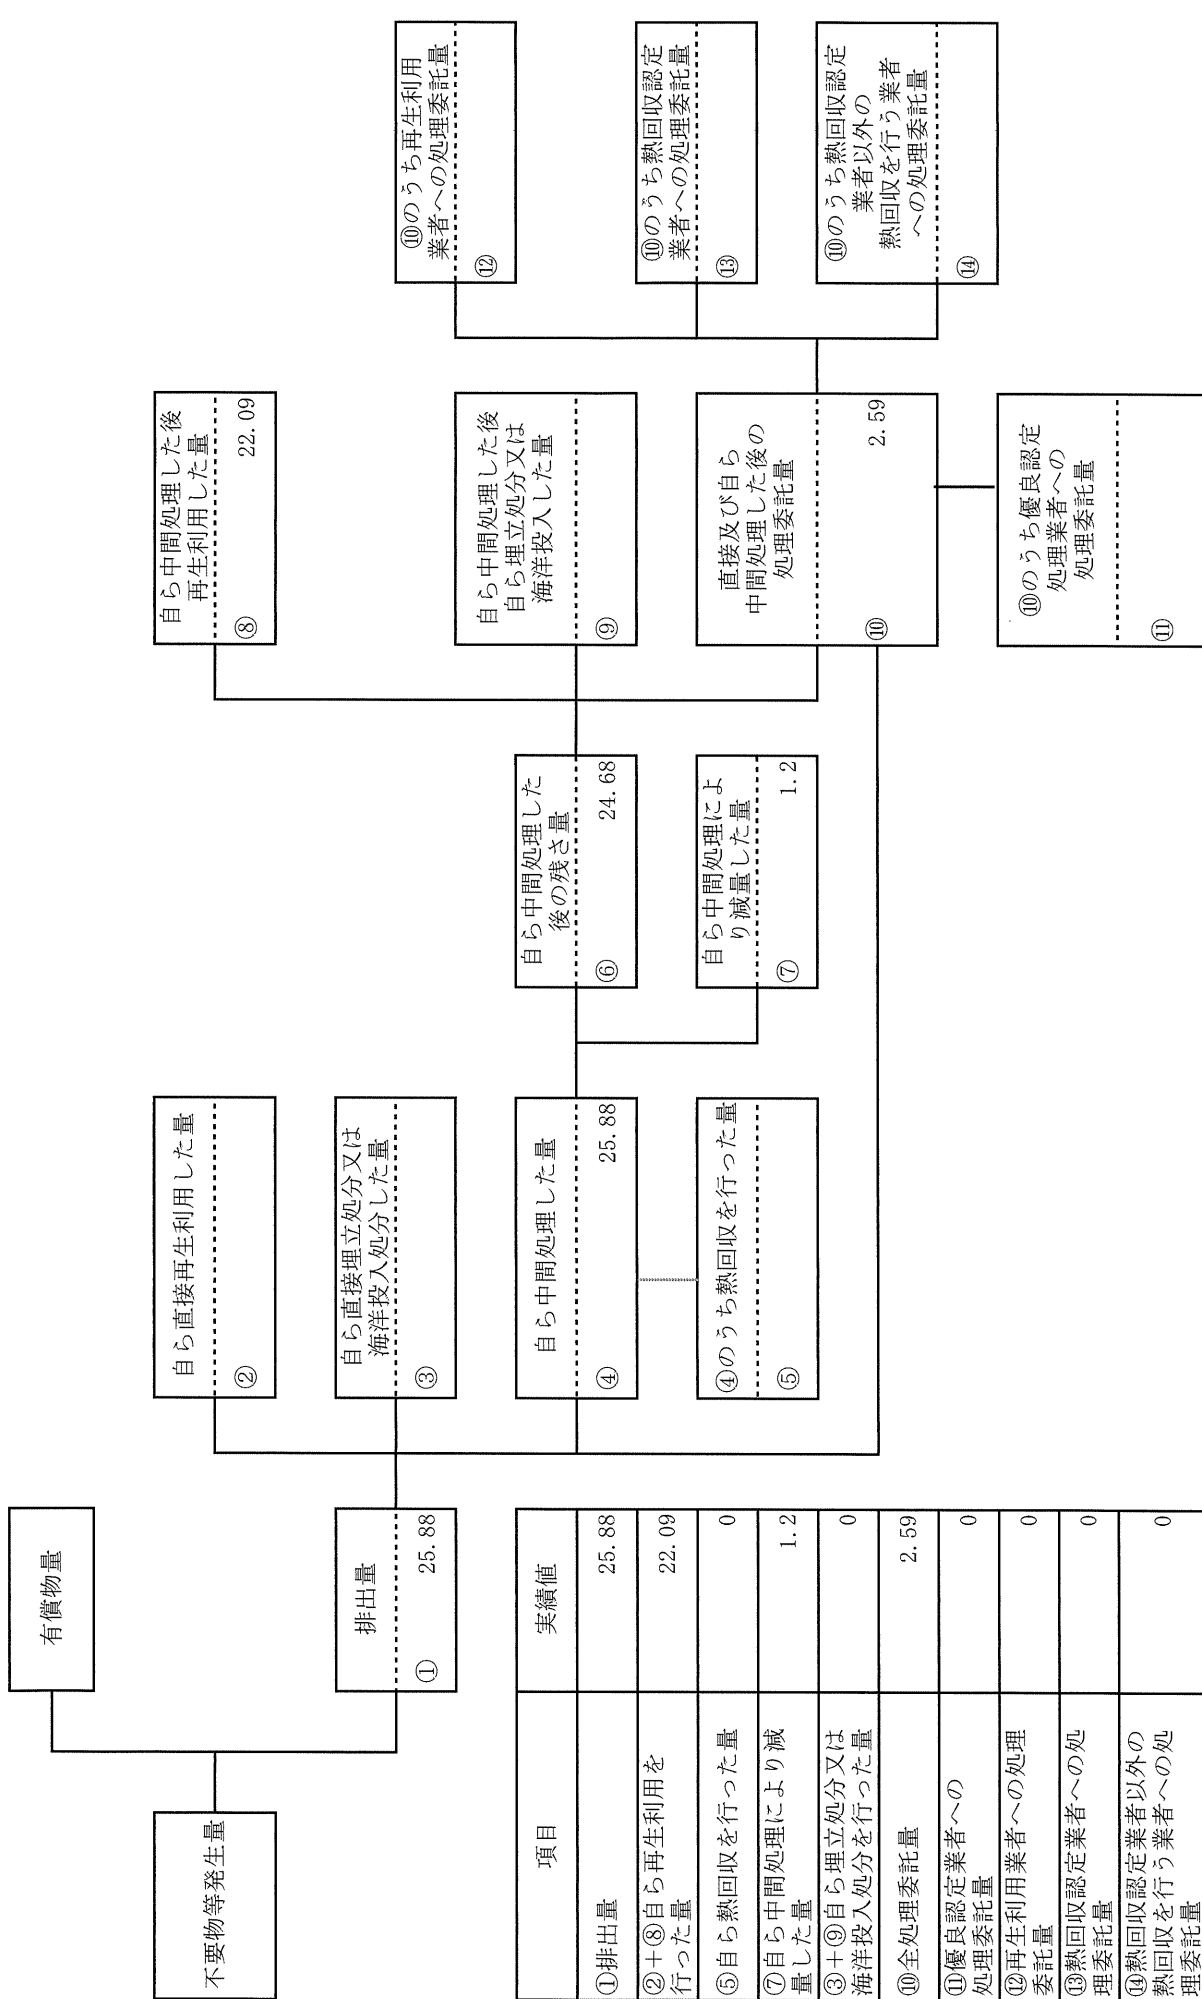 不要物等発生量
有償物量
排出量
① 25.88
自ら直接再生利用した量
②
自ら直接埋立処分又は
海洋投入処分した量
③
自ら中間処理した量
④ 25.88
④のうち熱回収を行った量
⑤
自ら中間処理した
後の残さ量
⑥ 24.68
自ら中間処理によ
り減量した量
⑦ 1.2
自ら中間処理した後
再生利用した量
⑧ 22.09
自ら中間処理した後
自ら埋立処分又は
海洋投入した量
⑨
直接及び自ら
中間処理した後の
処理委託量
⑩ 2.59
⑩のうち優良認定
処理業者への
処理委託量
⑪
⑩のうち再生利用
業者への処理委託量
⑫
⑩のうち熱回収認定
業者への処理委託量
⑬
⑩のうち熱回収認定
業者以外の
熱回収を行う業者
への処理委託量
⑭
項目 実績値
①排出量 25.88
②+⑧自ら再生利用を
行った量 22.09
⑤自ら熱回収を行った量 0
⑦自ら中間処理により減
量した量 1.2
③+⑨自ら埋立処分又は
海洋投入処分を行った量 0
⑩全処理委託量 2.59
⑪優良認定業者への
処理委託量 0
⑫再生利用業者への処理
委託量 0
⑬熱回収認定業者への処
理委託量 0
⑭熱回収認定業者以外の
熱回収を行う業者への処
理委託量 0